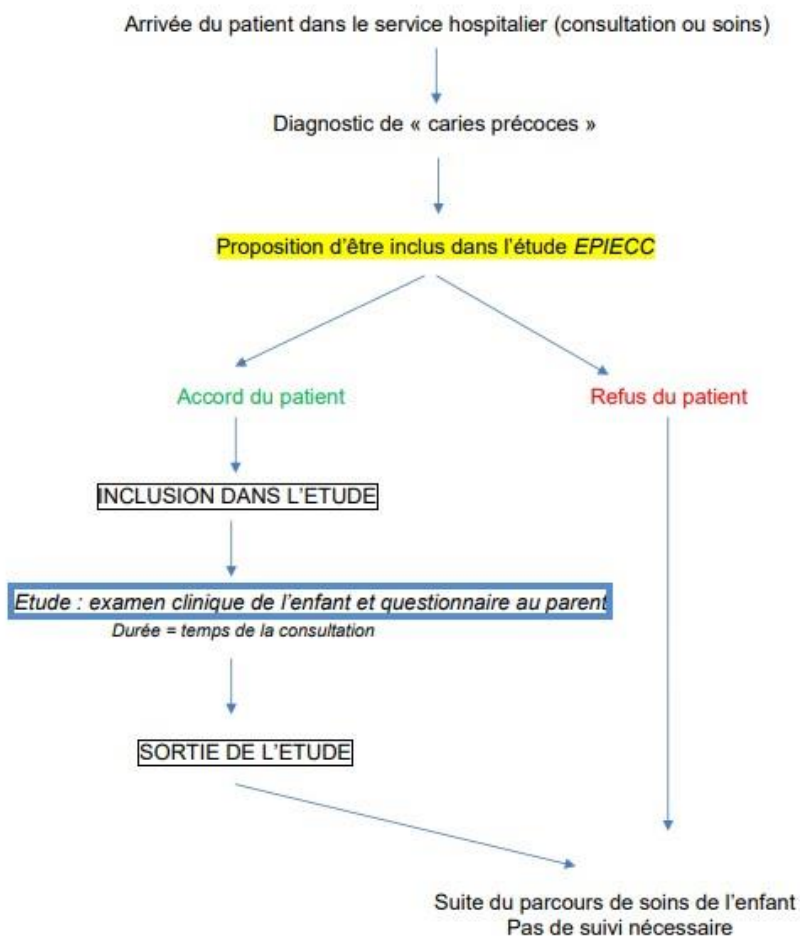 Arrivée du patient dans le service hospitalier (consultation ou soins)
Diagnostic de « caries précoces »
Proposition d'être inclus dans l'étude EPIECC
Accord du patient
Refus du patient
INCLUSION DANS L'ETUDE
Etude : examen clinique de l'enfant et questionnaire au parent
Durée = temps de la consultation
SORTIE DE L'ETUDE
Suite du parcours de soins de l'enfant
Pas de suivi nécessaire